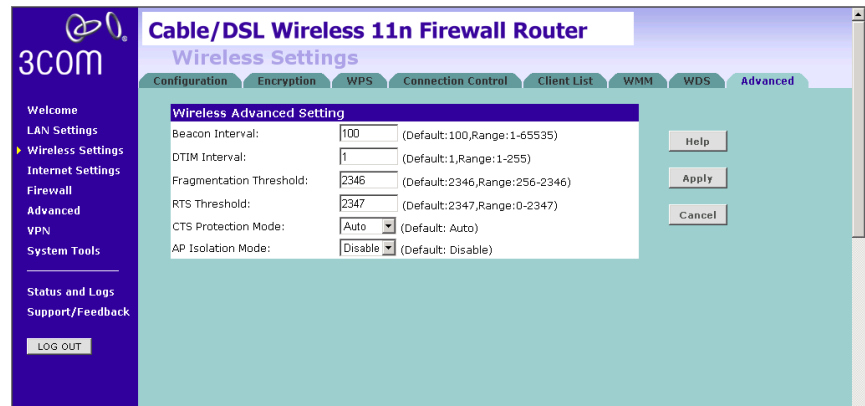 3COM
Cable/DSL Wireless 11n Firewall Router
Wireless Settings
Configuration Encryption WPS Connection Control Client List WMM WDS Advanced
Welcome
LAN Settings
Wireless Settings
Internet Settings
Firewall
Advanced
VPN
System Tools
Status and Logs
Support/Feedback
LOG OUT
Wireless Advanced Setting
Beacon Interval: 100 (Default:100,Range:1-65535)
DTIM Interval: 1 (Default:1,Range:1-255)
Fragmentation Threshold: 2346 (Default:2346,Range:256-2346)
RTS Threshold: 2347 (Default:2347,Range:0-2347)
CTS Protection Mode: Auto (Default: Auto)
AP Isolation Mode: Disable (Default: Disable)
Help
Apply
Cancel